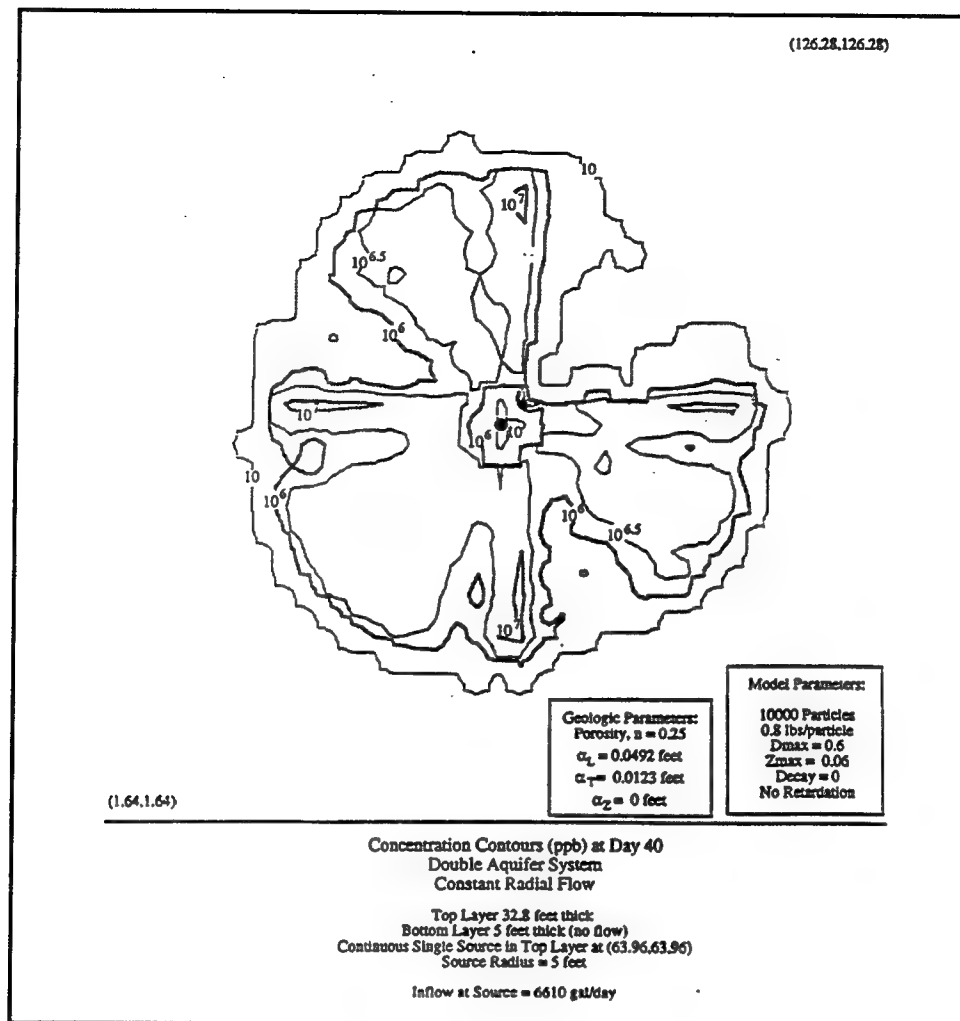 (126.28,126.28)
10
10^7
10^6.5
10^6
10^7
10^6
10
10
10^6
10^6
10^6.5
10^7
Geologic Parameters:
Porosity, n = 0.25
α_L = 0.0492 feet
α_T = 0.0123 feet
α_Z = 0 feet
Model Parameters:
10000 Particles
0.8 lbs/particle
Dmax = 0.6
Zmax = 0.06
Decay = 0
No Retardation
(1.64,1.64)
Concentration Contours (ppb) at Day 40
Double Aquifer System
Constant Radial Flow
Top Layer 32.8 feet thick
Bottom Layer 5 feet thick (no flow)
Continuous Single Source in Top Layer at (63.96,63.96)
Source Radius = 5 feet
Inflow at Source = 6610 gal/day